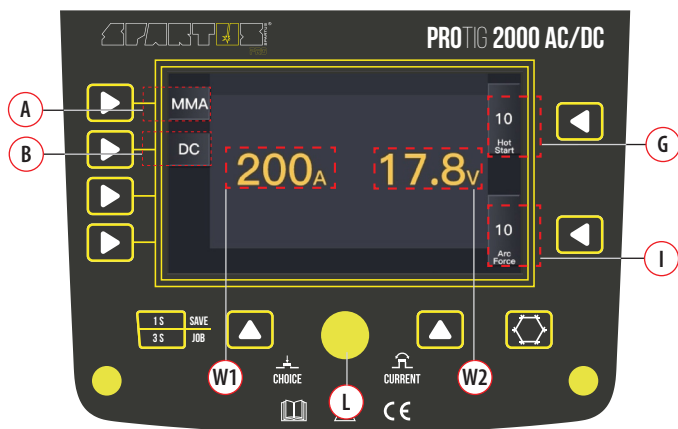 SPARTUS®
PRO
PROTIG 2000 AC/DC
A
MMA
10
Hot
Start
G
B
DC
200A
17.8V
10
Arc
Force
I
1 S SAVE
3 S JOB
W1
CHOICE
L
CURRENT
W2
CE